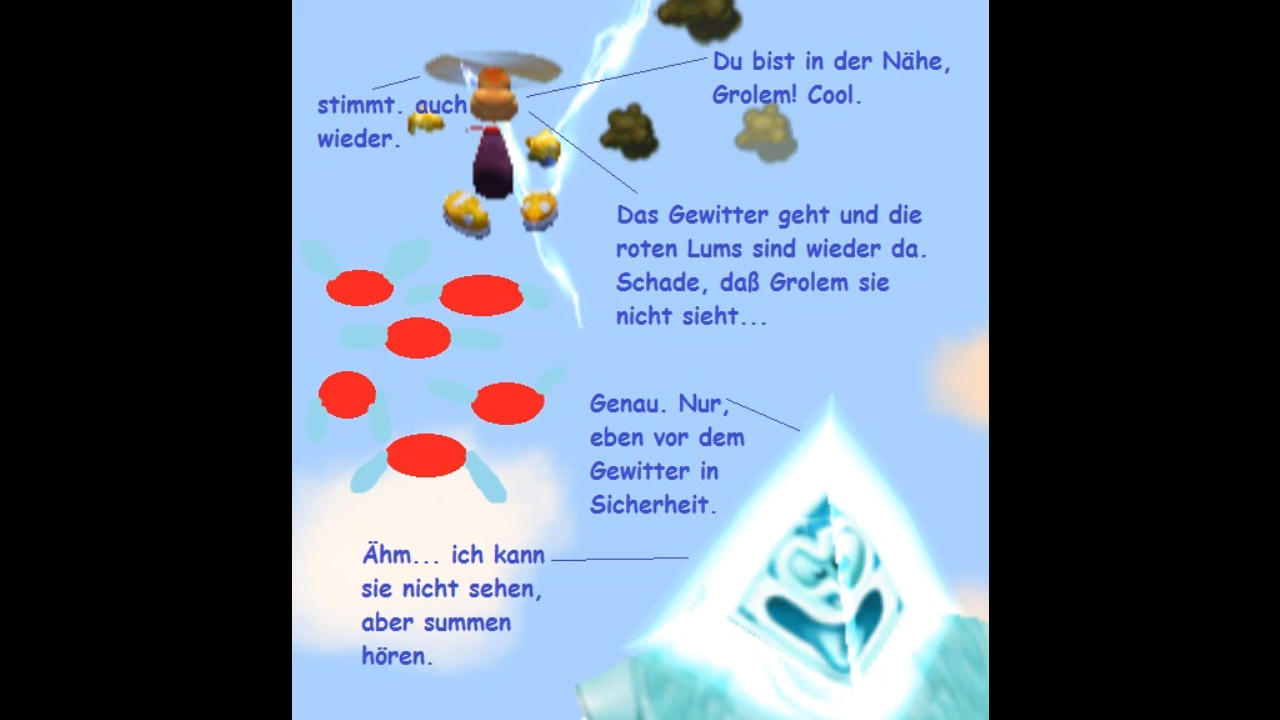 Du bist in der Nähe,
Grolem! Cool.
stimmt. auch
wieder.
Das Gewitter geht und die
roten Lums sind wieder da.
Schade, daß Grolem sie
nicht sieht...
Genau. Nur,
eben vor dem
Gewitter in
Sicherheit.
Ähm... ich kann
sie nicht sehen,
aber summen
hören.